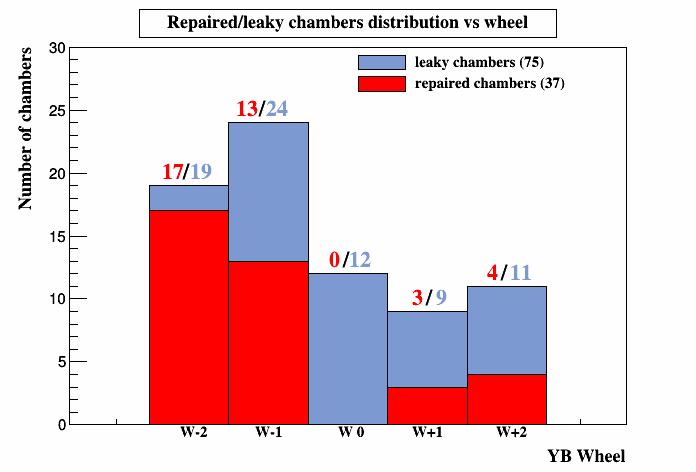 Repaired/leaky chambers distribution vs wheel
Number of chambers
30
25
20
15
10
5
0
leaky chambers (75)
repaired chambers (37)
17/19
13/24
0/12
3/9
4/11
W-2 W-1 W 0 W+1 W+2
YB Wheel